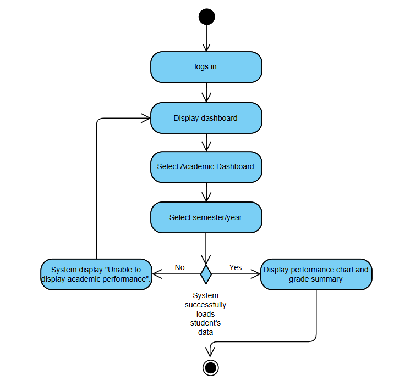 logs in
Display dashboard
Select Academic Dashboard
Select semester/year
No
Yes
System display "Unable to
display academic performance".
Display performance chart and
grade summary
System
successfully
loads
student's
data